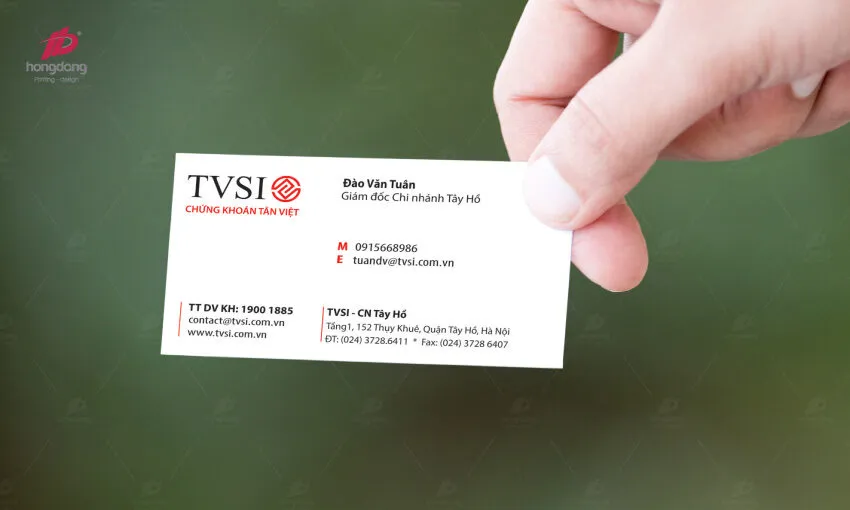 hongdang
Printing - design
TVSI
CHỨNG KHOÁN TÂN VIỆT
Đào Văn Tuân
Giám đốc Chi nhánh Tây Hồ
M 0915668986
E tuandv@tvsi.com.vn
TT DV KH: 1900 1885
contact@tvsi.com.vn
www.tvsi.com.vn
TVSI - CN Tây Hồ
Tầng1, 152 Thụy Khuê, Quận Tây Hồ, Hà Nội
ĐT: (024) 3728.6411 * Fax: (024) 3728 6407